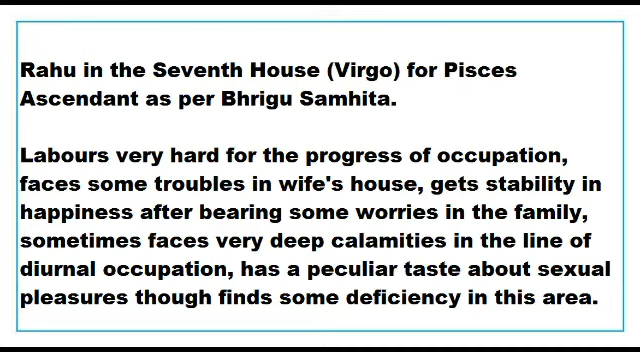 Rahu in the Seventh House (Virgo) for Pisces
Ascendant as per Bhrigu Samhita.
Labours very hard for the progress of occupation,
faces some troubles in wife's house, gets stability in
happiness after bearing some worries in the family,
sometimes faces very deep calamities in the line of
diurnal occupation, has a peculiar taste about sexual
pleasures though finds some deficiency in this area.